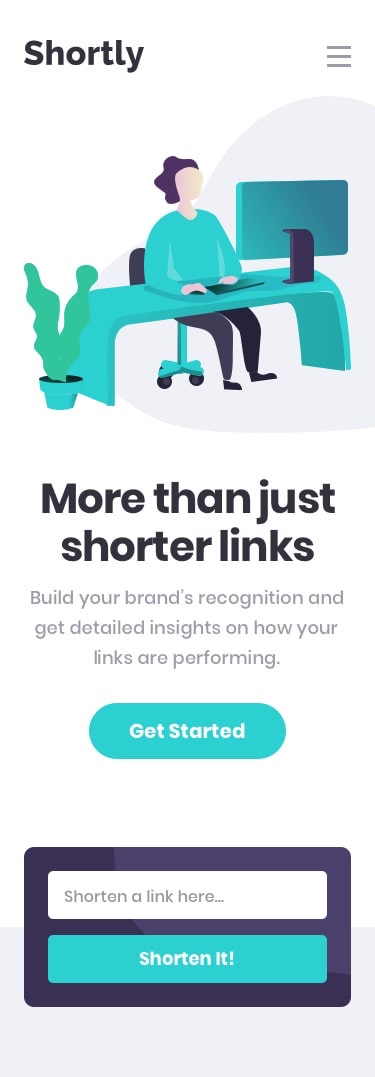 Shortly
More than just
shorter links
Build your brand’s recognition and
get detailed insights on how your
links are performing.
Get Started
Shorten a link here...
Shorten It!